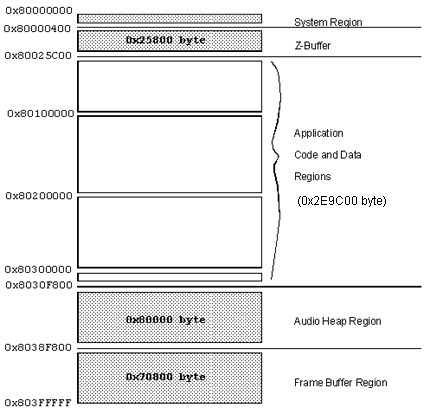 0x80000000
System Region
0x80000400
0x25800 byte
Z-Buffer
0x80025C00
0x80100000
Application
Code and Data
Regions
(0x2E9C00 byte)
0x80200000
0x80300000
0x8030F800
0x80000 byte
Audio Heap Region
0x8038F800
0x70800 byte
Frame Buffer Region
0x803FFFFF